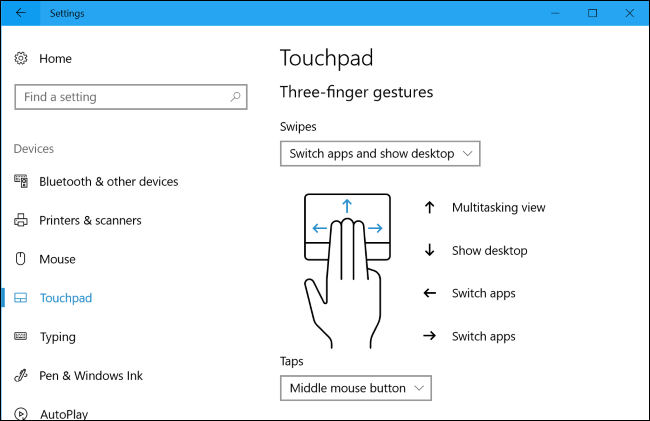 Settings
Home
Find a setting
Devices
Bluetooth & other devices
Printers & scanners
Mouse
Touchpad
Typing
Pen & Windows Ink
AutoPlay
Touchpad
Three-finger gestures
Swipes
Switch apps and show desktop
Multitasking view
Show desktop
Switch apps
Switch apps
Taps
Middle mouse button